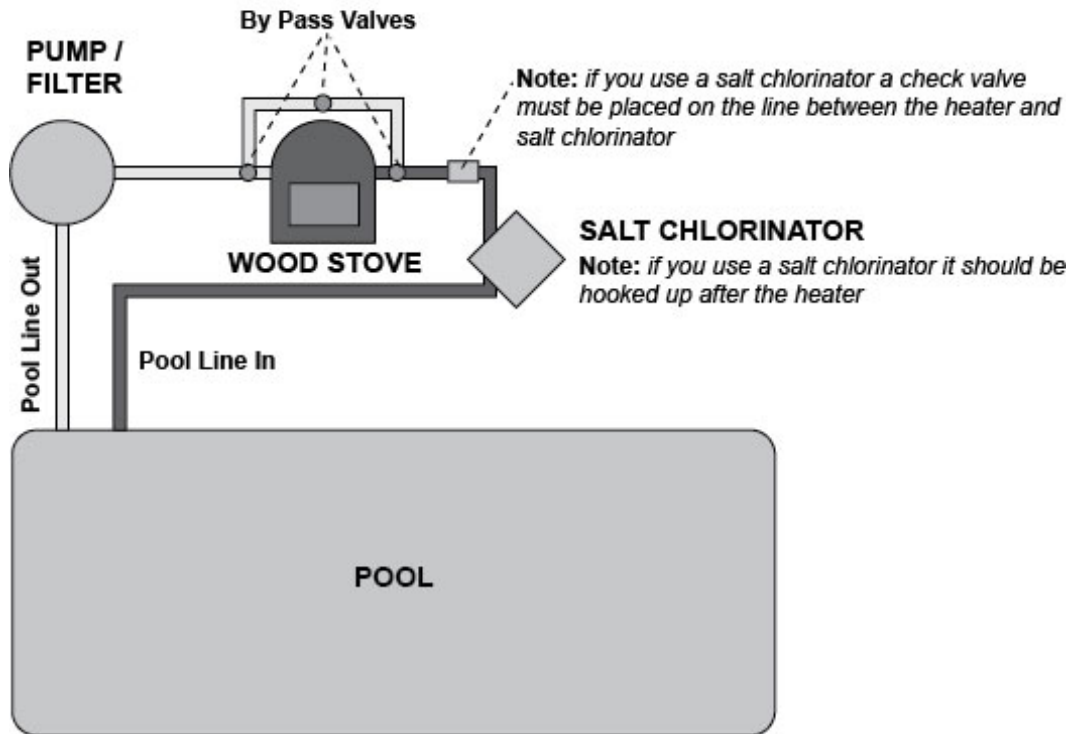 By Pass Valves
PUMP /
FILTER
Note: if you use a salt chlorinator a check valve
must be placed on the line between the heater and
salt chlorinator
WOOD STOVE
SALT CHLORINATOR
Note: if you use a salt chlorinator it should be
hooked up after the heater
Pool Line Out
Pool Line In
POOL